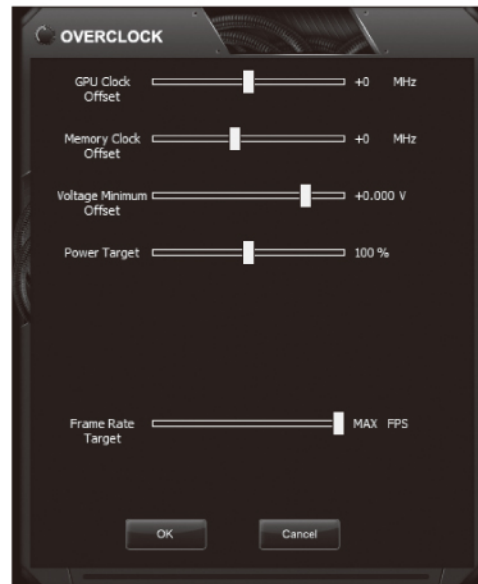 OVERCLOCK
GPU Clock
Offset
+0 MHz
Memory Clock
Offset
+0 MHz
Voltage Minimum
Offset
+0.000 V
Power Target
100 %
Frame Rate
Target
MAX FPS
OK
Cancel